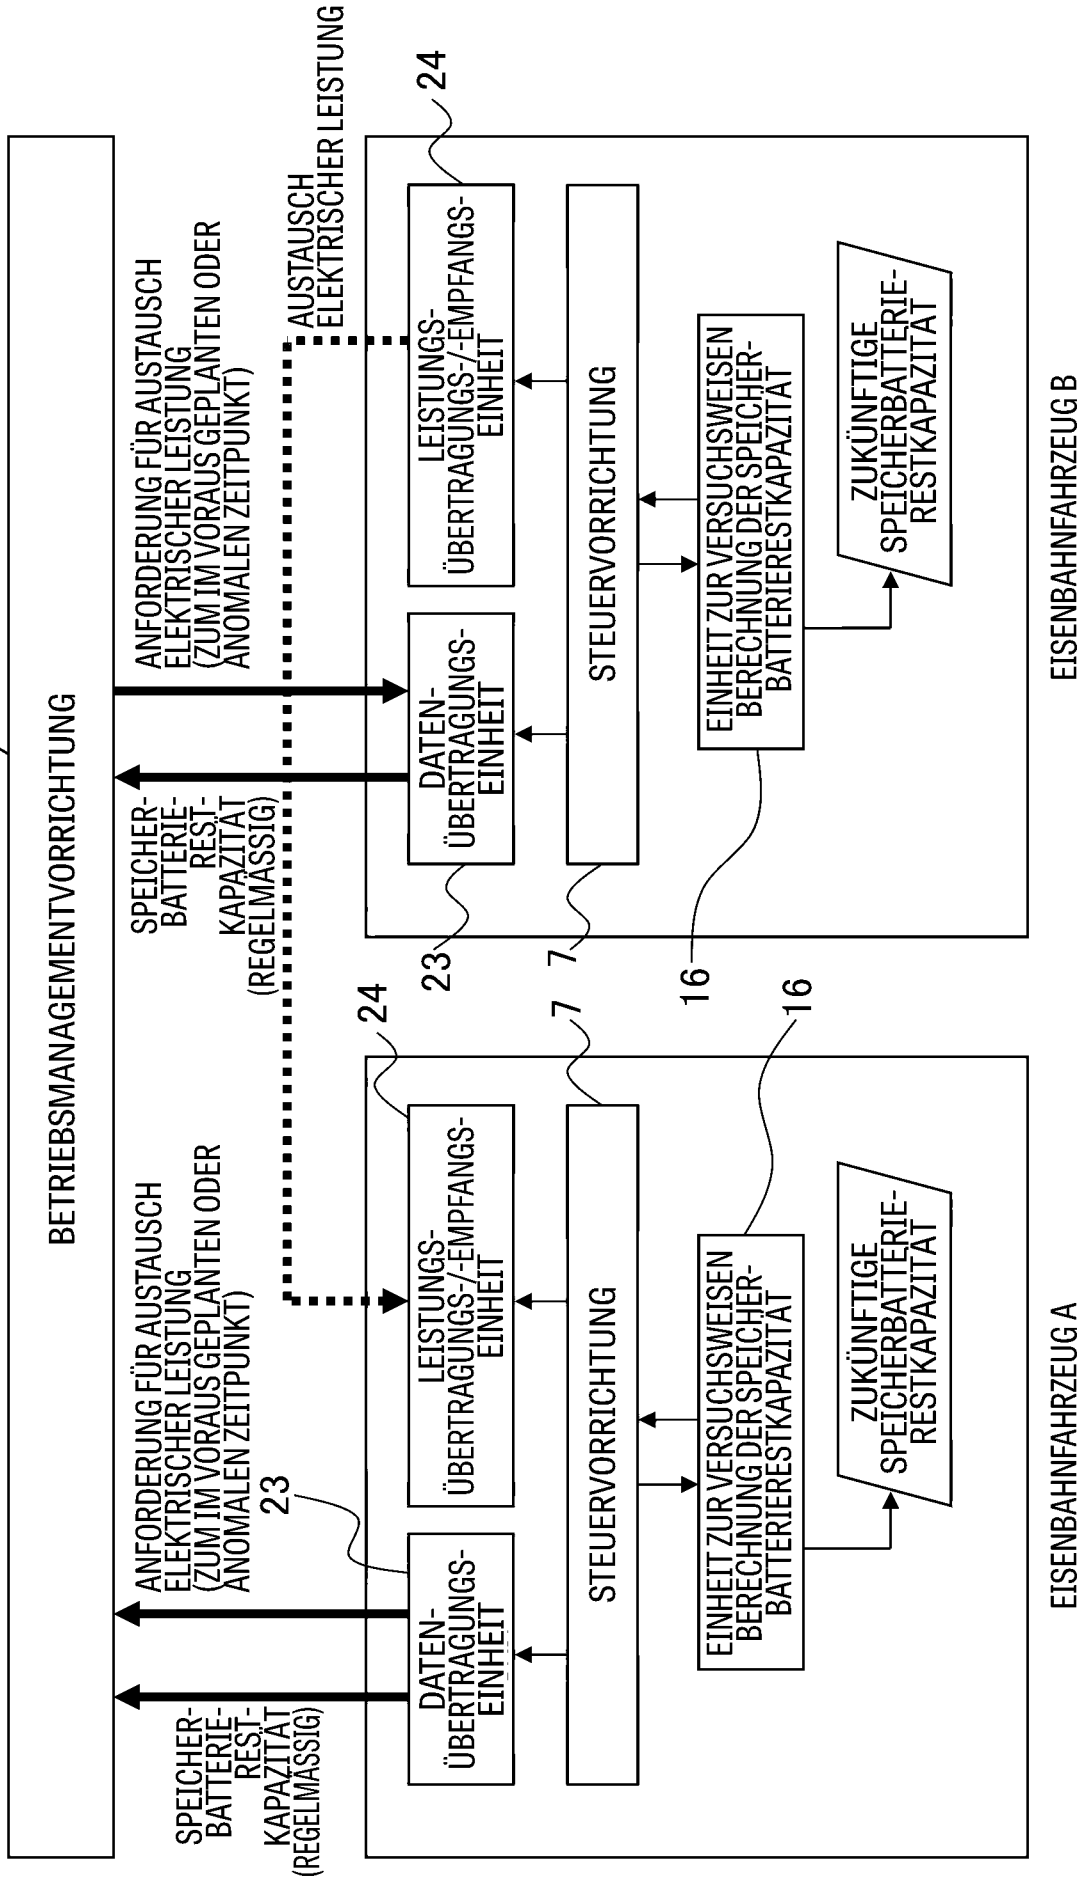 BETRIEBSMANAGEMENTVORRICHTUNG
SPEICHER-
BATTERIE-
REST-
KAPAZITÄT
(REGELMÄSSIG)
ANFORDERUNG FÜR AUSTAUSCH
ELEKTRISCHER LEISTUNG
(ZUM IM VORAUS GEPLANTEN ODER
ANOMALEN ZEITPUNKT)
23
24
DATEN-
ÜBERTRAGUNGS-
EINHEIT
LEISTUNGS-
ÜBERTRAGUNGS-/-EMPFANGS-
EINHEIT
STEUERVORRICHTUNG
7
EINHEIT ZUR VERSUCHSWEISEN
BERECHNUNG DER SPEICHER-
BATTERIERESTKAPAZITÄT
16
ZUKÜNFTIGE
SPEICHERBATTERIE-
RESTKAPAZITÄT
EISENBAHNFAHRZEUG A
SPEICHER-
BATTERIE-
REST-
KAPAZITÄT
(REGELMÄSSIG)
ANFORDERUNG FÜR AUSTAUSCH
ELEKTRISCHER LEISTUNG
(ZUM IM VORAUS GEPLANTEN ODER
ANOMALEN ZEITPUNKT)
AUSTAUSCH
ELEKTRISCHER LEISTUNG
23
24
DATEN-
ÜBERTRAGUNGS-
EINHEIT
LEISTUNGS-
ÜBERTRAGUNGS-/-EMPFANGS-
EINHEIT
7
STEUERVORRICHTUNG
16
EINHEIT ZUR VERSUCHSWEISEN
BERECHNUNG DER SPEICHER-
BATTERIERESTKAPAZITÄT
ZUKÜNFTIGE
SPEICHERBATTERIE-
RESTKAPAZITÄT
EISENBAHNFAHRZEUG B